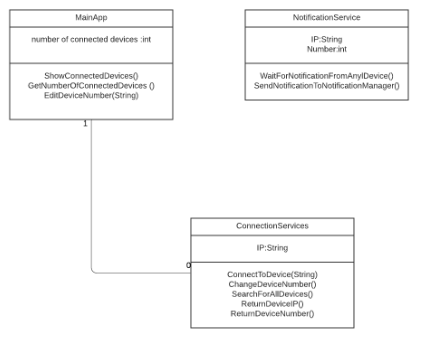 MainApp
number of connected devices :int
ShowConnectedDevices()
GetNumberOfConnectedDevices ()
EditDeviceNumber(String)
1
NotificationService
IP:String
Number:int
WaitForNotificationFromAnyIDevice()
SendNotificationToNotificationManager()
ConnectionServices
IP:String
0
ConnectToDevice(String)
ChangeDeviceNumber()
SearchForAllDevices()
ReturnDeviceIP()
ReturnDeviceNumber()